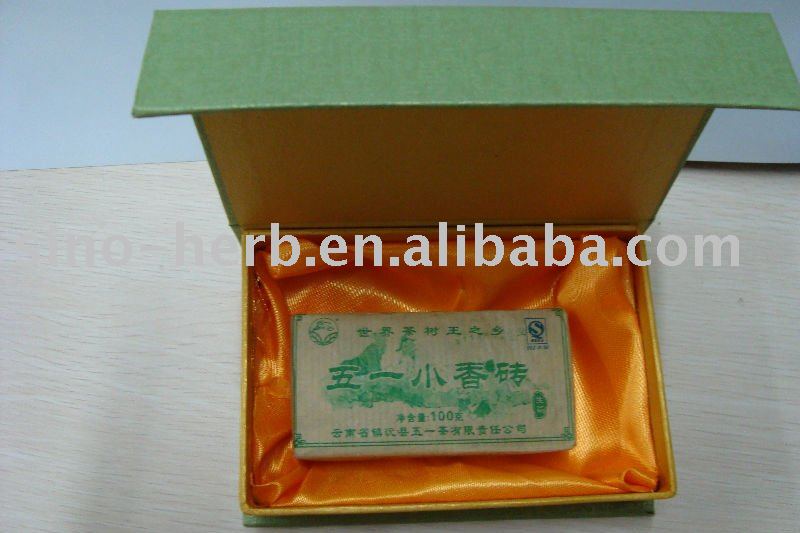 ino-herb.en.alibaba.com
世界茶树王之乡
五一小香砖
净含量:100克
云南省镇沅县五一茶有限责任公司